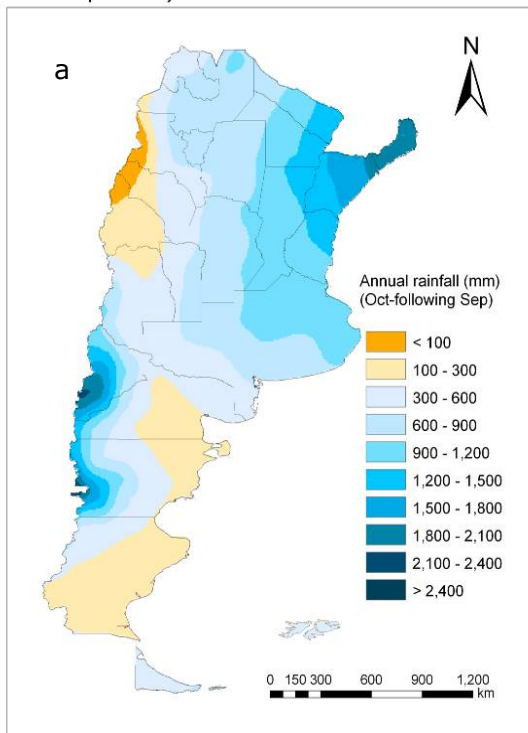 a
N
Annual rainfall (mm)
(Oct-following Sep)
< 100
100 - 300
300 - 600
600 - 900
900 - 1,200
1,200 - 1,500
1,500 - 1,800
1,800 - 2,100
2,100 - 2,400
> 2,400
0 150 300 600 900 1,200
km